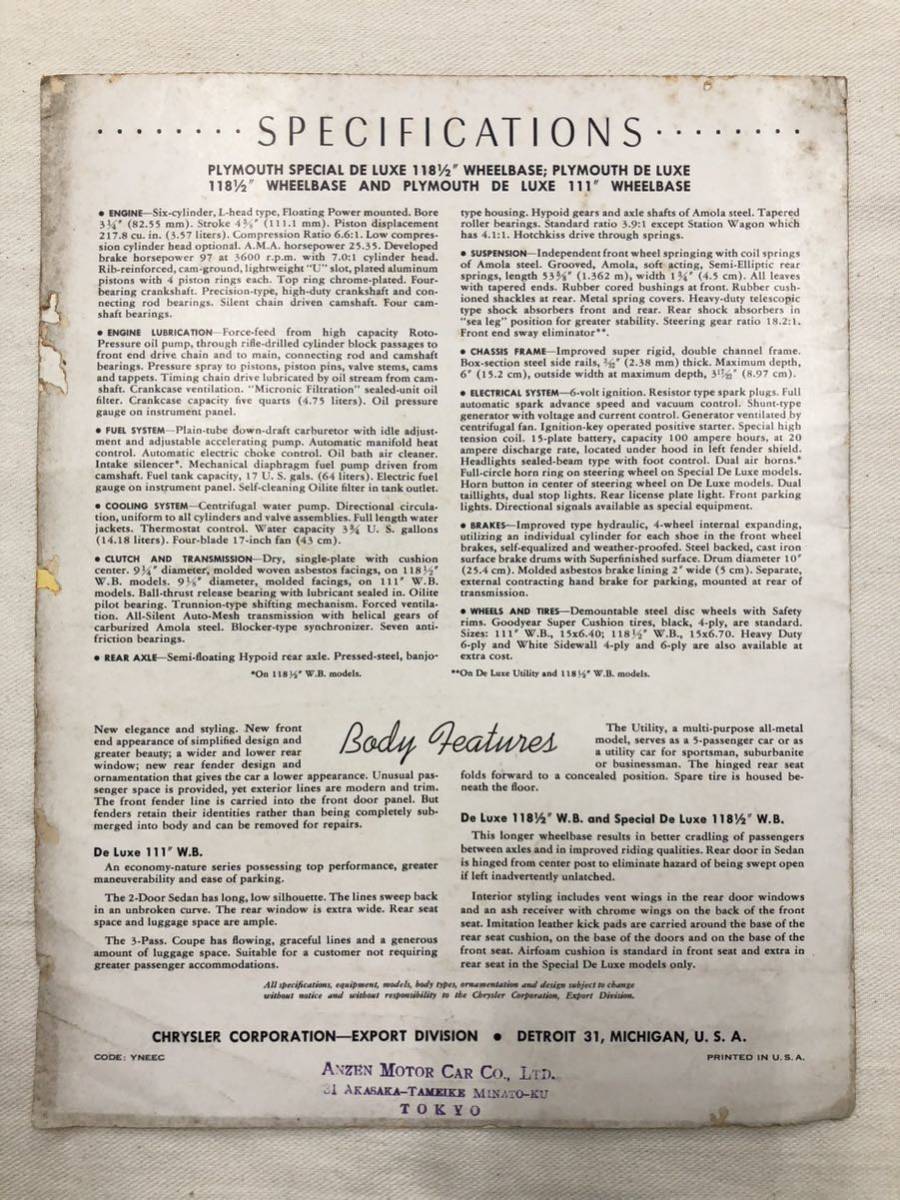 SPECIFICATIONS
PLYMOUTH SPECIAL DE LUXE 118½″ WHEELBASE; PLYMOUTH DE LUXE
118½″ WHEELBASE AND PLYMOUTH DE LUXE 111″ WHEELBASE
• ENGINE—Six-cylinder, L-head type, Floating Power mounted. Bore
3¼″ (82.55 mm). Stroke 4⅜″ (111.1 mm). Piston displacement
217.8 cu. in. (3.57 liters). Compression Ratio 6.6:1. Low compres-
sion cylinder head optional. A.M.A. horsepower 25.35. Developed
brake horsepower 97 at 3600 r.p.m. with 7.0:1 cylinder head.
Rib-reinforced, cam-ground, lightweight "U" slot, plated aluminum
pistons with 4 piston rings each. Top ring chrome-plated. Four-
bearing crankshaft. Precision-type, high-duty crankshaft and con-
necting rod bearings. Silent chain driven camshaft. Four cam-
shaft bearings.
• ENGINE LUBRICATION—Force-feed from high capacity Roto-
Pressure oil pump, through rifle-drilled cylinder block passages to
front end drive chain and to main, connecting rod and camshaft
bearings. Pressure spray to pistons, piston pins, valve stems, cams
and tappets. Timing chain drive lubricated by oil stream from cam-
shaft. Crankcase ventilation. "Micronic Filtration" sealed-unit oil
filter. Crankcase capacity five quarts (4.75 liters). Oil pressure
gauge on instrument panel.
• FUEL SYSTEM—Plain-tube down-draft carburetor with idle adjust-
ment and adjustable accelerating pump. Automatic manifold heat
control. Automatic electric choke control. Oil bath air cleaner.
Intake silencer*. Mechanical diaphragm fuel pump driven from
camshaft. Fuel tank capacity, 17 U. S. gals. (64 liters). Electric fuel
gauge on instrument panel. Self-cleaning Oilite filter in tank outlet.
• COOLING SYSTEM—Centrifugal water pump. Directional circula-
tion, uniform to all cylinders and valve assemblies. Full length water
jackets. Thermostat control. Water capacity 3¾ U. S. gallons
(14.18 liters). Four-blade 17-inch fan (43 cm).
• CLUTCH AND TRANSMISSION—Dry, single-plate with cushion
center. 9¼″ diameter, molded woven asbestos facings, on 118½″
W.B. models. 9⅛″ diameter, molded facings, on 111″ W.B.
models. Ball-thrust release bearing with lubricant sealed in. Oilite
pilot bearing. Trunnion-type shifting mechanism. Forced ventila-
tion. All-Silent Auto-Mesh transmission with helical gears of
carburized Amola steel. Blocker-type synchronizer. Seven anti-
friction bearings.
• REAR AXLE—Semi-floating Hypoid rear axle. Pressed-steel, banjo-
type housing. Hypoid gears and axle shafts of Amola steel. Tapered
roller bearings. Standard ratio 3.9:1 except Station Wagon which
has 4.1:1. Hotchkiss drive through springs.
• SUSPENSION—Independent front wheel springing with coil springs
of Amola steel. Grooved, Amola, soft acting, Semi-Elliptic rear
springs, length 53⅝″ (1.362 m), width 1¾″ (4.5 cm). All leaves
with tapered ends. Rubber cored bushings at front. Rubber cush-
ioned shackles at rear. Metal spring covers. Heavy-duty telescopic
type shock absorbers front and rear. Rear shock absorbers in
"sea leg" position for greater stability. Steering gear ratio 18.2:1.
Front end sway eliminator**.
• CHASSIS FRAME—Improved super rigid, double channel frame.
Box-section steel side rails, 3/32″ (2.38 mm) thick. Maximum depth,
6″ (15.2 cm), outside width at maximum depth, 3 17/32″ (8.97 cm).
• ELECTRICAL SYSTEM—6-volt ignition. Resistor type spark plugs. Full
automatic spark advance speed and vacuum control. Shunt-type
generator with voltage and current control. Generator ventilated by
centrifugal fan. Ignition-key operated positive starter. Special high
tension coil. 15-plate battery, capacity 100 ampere hours, at 20
ampere discharge rate, located under hood in left fender shield.
Headlights sealed-beam type with foot control. Dual air horns.*
Full-circle horn ring on steering wheel on Special De Luxe models.
Horn button in center of steering wheel on De Luxe models. Dual
taillights, dual stop lights. Rear license plate light. Front parking
lights. Directional signals available as special equipment.
• BRAKES—Improved type hydraulic, 4-wheel internal expanding,
utilizing an individual cylinder for each shoe in the front wheel
brakes, self-equalized and weather-proofed. Steel backed, cast iron
surface brake drums with Superfinished surface. Drum diameter 10″
(25.4 cm). Molded asbestos brake lining 2″ wide (5 cm). Separate,
external contracting hand brake for parking, mounted at rear of
transmission.
• WHEELS AND TIRES—Demountable steel disc wheels with Safety
rims. Goodyear Super Cushion tires, black, 4-ply, are standard.
Sizes: 111″ W.B., 15x6.40; 118½″ W.B., 15x6.70. Heavy Duty
6-ply and White Sidewall 4-ply and 6-ply are also available at
extra cost.
*On 118½″ W.B. models.
**On De Luxe Utility and 118½″ W.B. models.
Body Features
New elegance and styling. New front
end appearance of simplified design and
greater beauty; a wider and lower rear
window; new rear fender design and
ornamentation that gives the car a lower appearance. Unusual pas-
senger space is provided, yet exterior lines are modern and trim.
The front fender line is carried into the front door panel. But
fenders retain their identities rather than being completely sub-
merged into body and can be removed for repairs.
De Luxe 111″ W.B.
An economy-nature series possessing top performance, greater
maneuverability and ease of parking.
The 2-Door Sedan has long, low silhouette. The lines sweep back
in an unbroken curve. The rear window is extra wide. Rear seat
space and luggage space are ample.
The 3-Pass. Coupe has flowing, graceful lines and a generous
amount of luggage space. Suitable for a customer not requiring
greater passenger accommodations.
The Utility, a multi-purpose all-metal
model, serves as a 5-passenger car or as
a utility car for sportsman, suburbanite
or businessman. The hinged rear seat
folds forward to a concealed position. Spare tire is housed be-
neath the floor.
De Luxe 118½″ W.B. and Special De Luxe 118½″ W.B.
This longer wheelbase results in better cradling of passengers
between axles and in improved riding qualities. Rear door in Sedan
is hinged from center post to eliminate hazard of being swept open
if left inadvertently unlatched.
Interior styling includes vent wings in the rear door windows
and an ash receiver with chrome wings on the back of the front
seat. Imitation leather kick pads are carried around the base of the
rear seat cushion, on the base of the doors and on the base of the
front seat. Airfoam cushion is standard in front seat and extra in
rear seat in the Special De Luxe models only.
All specifications, equipment, models, body types, ornamentation and design subject to change
without notice and without responsibility to the Chrysler Corporation, Export Division.
CHRYSLER CORPORATION—EXPORT DIVISION • DETROIT 31, MICHIGAN, U. S. A.
CODE: YNEEC
PRINTED IN U. S. A.
ANZEN MOTOR CAR CO., LTD.
31 AKASAKA-TAMEIKE MINATO-KU
TOKYO